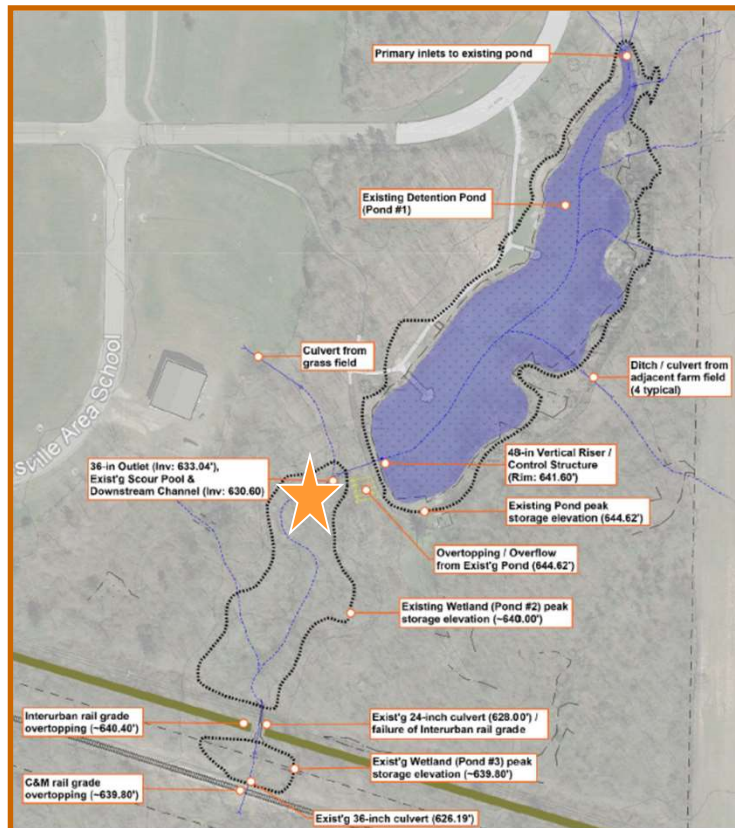 Primary inlets to existing pond
Existing Detention Pond
(Pond #1)
Culvert from
grass field
Ditch / culvert from
adjacent farm field
(4 typical)
sville Area School
36-in Outlet (Inv: 633.04'),
Exist'g Scour Pool &
Downstream Channel (Inv: 630.60)
48-in Vertical Riser /
Control Structure
(Rim: 641.60')
Existing Pond peak
storage elevation (644.62')
Overtopping / Overflow
from Exist'g Pond (644.62')
Existing Wetland (Pond #2) peak
storage elevation (~640.00')
Interurban rail grade
overtopping (~640.40')
Exist'g 24-inch culvert (628.00') /
failure of Interurban rail grade
Exist'g Wetland (Pond #3) peak
storage elevation (~639.80')
C&M rail grade
overtopping (~639.80')
Exist'g 36-inch culvert (626.19')